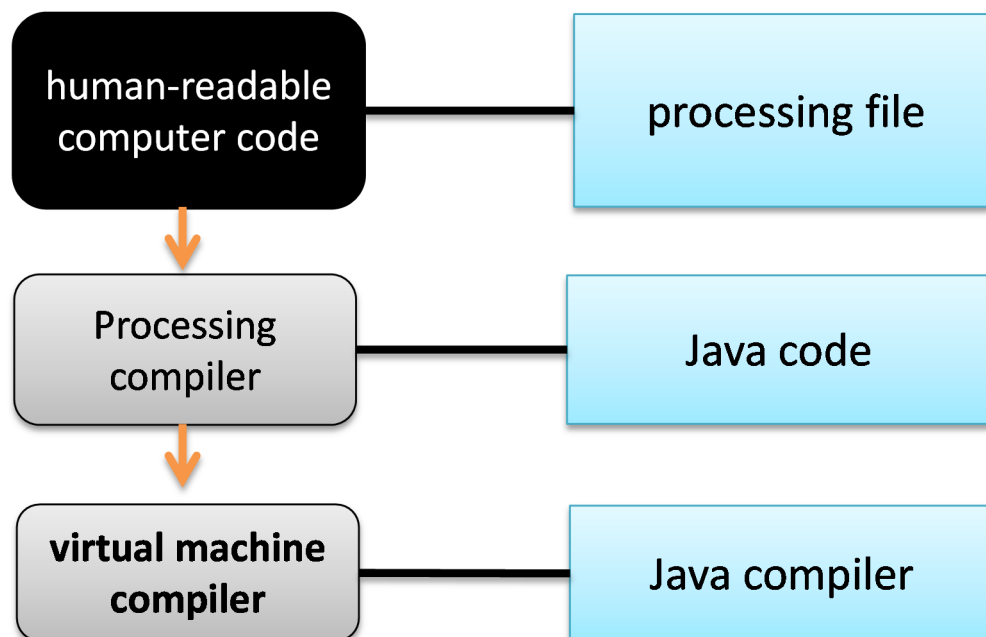 human-readable
computer code
processing file
Processing
compiler
Java code
virtual machine
compiler
Java compiler